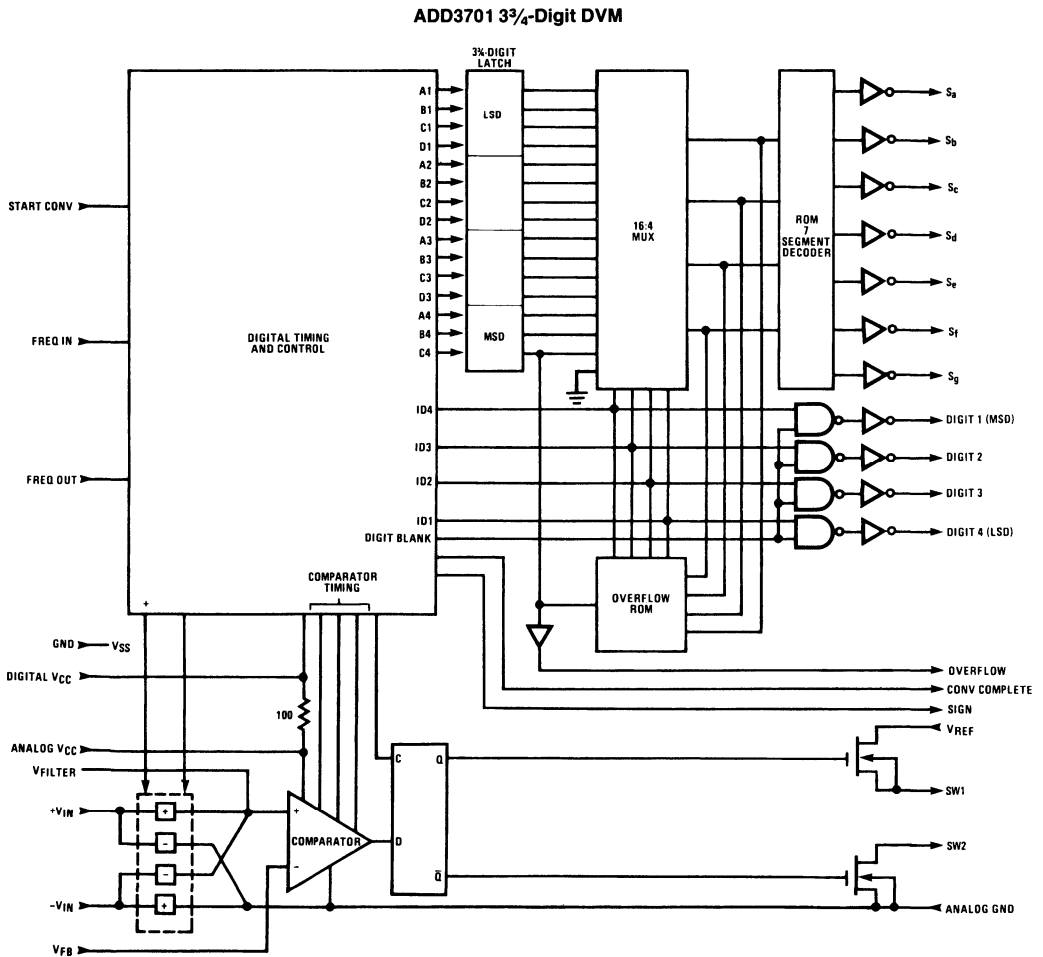 ADD3701 3¾-Digit DVM
3¾-DIGIT
LATCH
A1
B1
C1
D1
A2
B2
C2
D2
A3
B3
C3
D3
A4
B4
C4
LSD
MSD
16:4
MUX
ROM
7
SEGMENT
DECODER
Sa
Sb
Sc
Sd
Se
Sf
Sg
START CONV
FREQ IN
FREQ OUT
DIGITAL TIMING
AND CONTROL
ID4
ID3
ID2
ID1
DIGIT BLANK
DIGIT 1 (MSD)
DIGIT 2
DIGIT 3
DIGIT 4 (LSD)
COMPARATOR
TIMING
+
OVERFLOW
ROM
GND
VSS
DIGITAL VCC
100
ANALOG VCC
VFILTER
+VIN
-VIN
VFB
+
−
−
+
+
−
COMPARATOR
C
Q
D
Q̅
OVERFLOW
CONV COMPLETE
SIGN
VREF
SW1
SW2
ANALOG GND